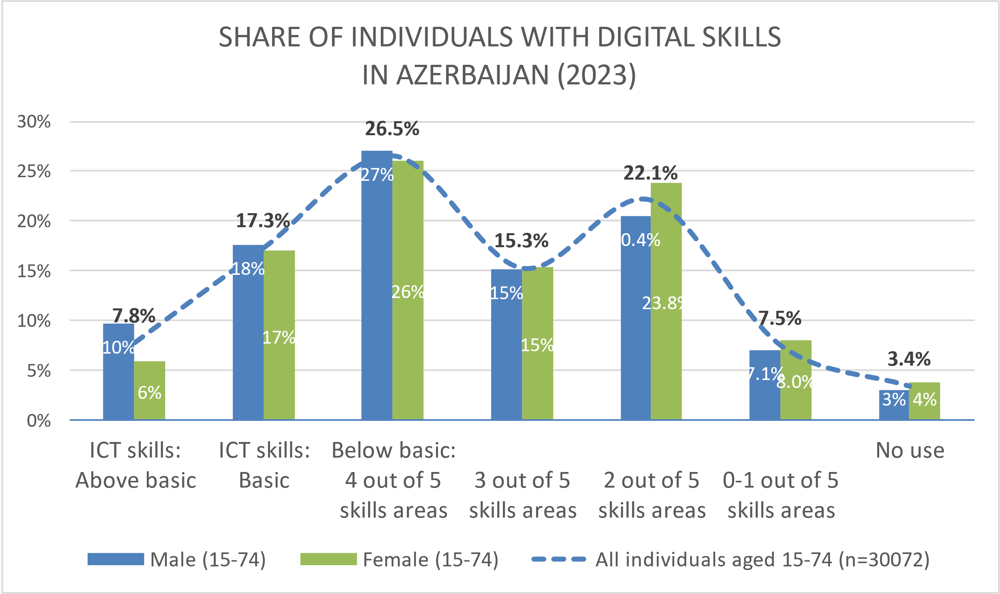 SHARE OF INDIVIDUALS WITH DIGITAL SKILLS
IN AZERBAIJAN (2023)
30%
25%
20%
15%
10%
5%
0%
7.8%
17.3%
26.5%
15.3%
22.1%
7.5%
3.4%
10%
18%
27%
15%
0.4%
7.1%
3%
6%
17%
26%
15%
23.8%
8.0%
4%
ICT skills:
Above basic
ICT skills:
Basic
Below basic:
4 out of 5
skills areas
3 out of 5
skills areas
2 out of 5
skills areas
0-1 out of 5
skills areas
No use
Male (15-74)
Female (15-74)
All individuals aged 15-74 (n=30072)